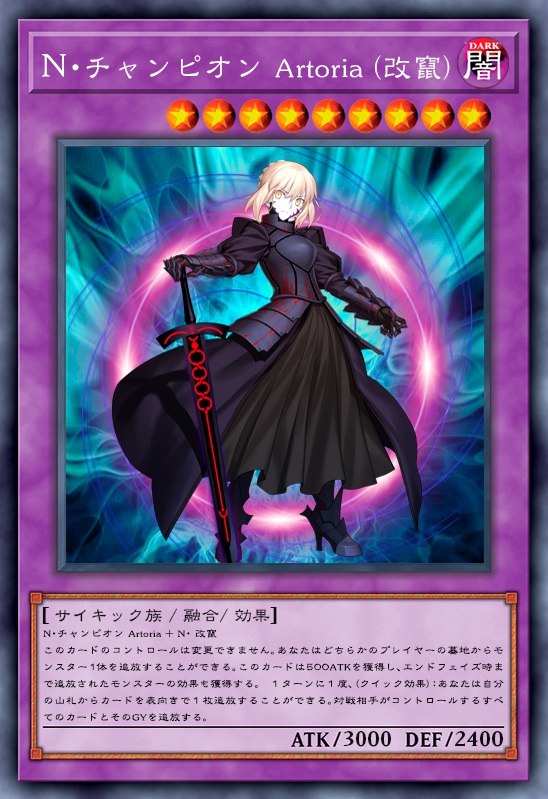 N・チャンピオン Artoria (改竄)
DARK
闇
[ サイキック族 / 融合/ 効果]
N・チャンピオン Artoria + N・ 改竄
このカードのコントロールは変更できません。あなたはどちらかのプレイヤーの墓地からモ
ンスター1体を追放することができる。このカードは500ATKを獲得し、エンドフェイズ時ま
で追放されたモンスターの効果も獲得する。 1ターンに1度、(クイック効果):あなたは自分
の山札からカードを表向きで1枚追放することができる。対戦相手がコントロールするすべ
てのカードとそのGYを追放する。
ATK/3000 DEF/2400